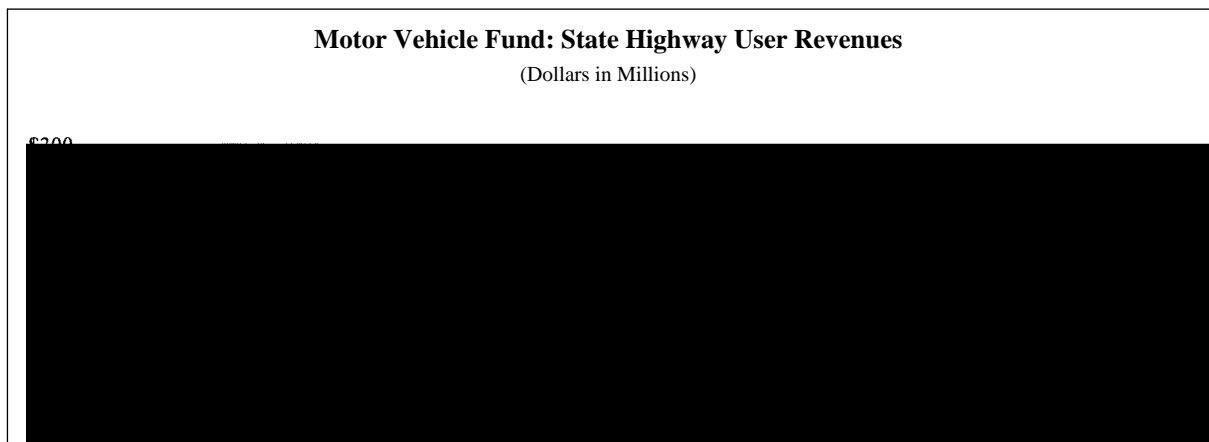 Motor Vehicle Fund: State Highway User Revenues
(Dollars in Millions)